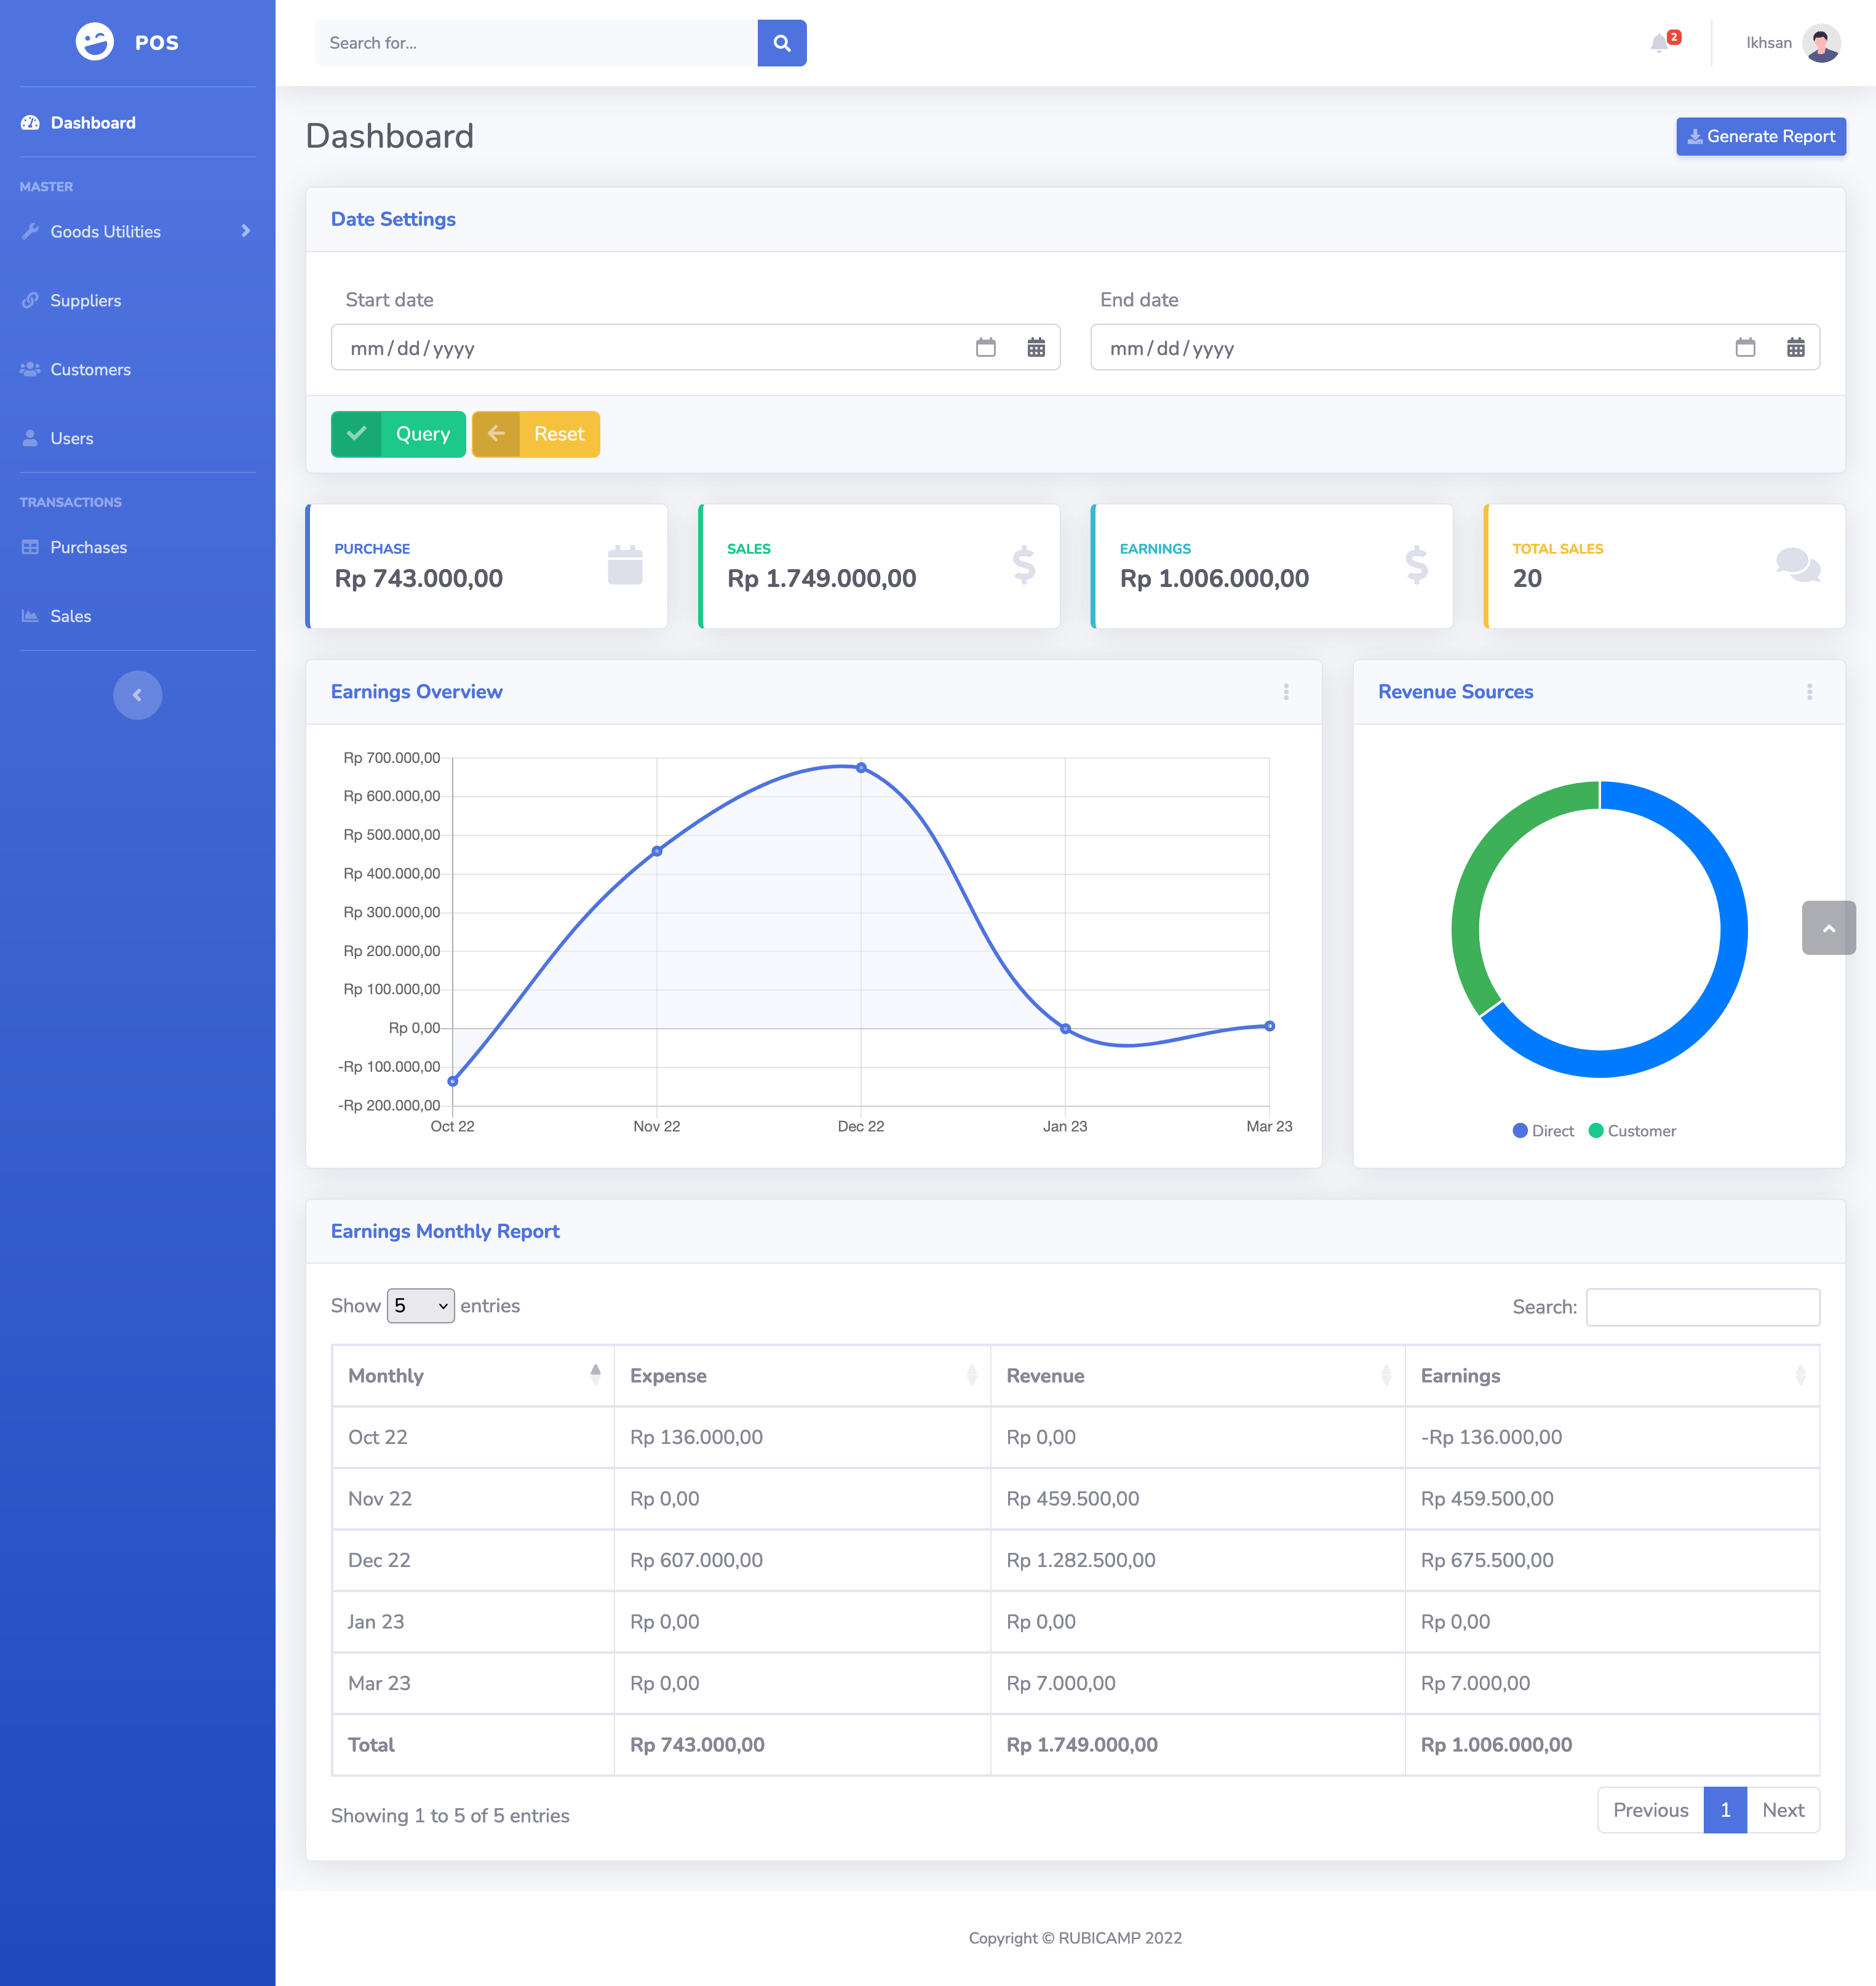 POS
Dashboard
MASTER
Goods Utilities
Suppliers
Customers
Users
TRANSACTIONS
Purchases
Sales
Search for...
2
Ikhsan
Dashboard
Generate Report
Date Settings
Start date
End date
mm/dd/yyyy
mm/dd/yyyy
Query
Reset
PURCHASE
Rp 743.000,00
SALES
Rp 1.749.000,00
EARNINGS
Rp 1.006.000,00
TOTAL SALES
20
Earnings Overview
Rp 700.000,00
Rp 600.000,00
Rp 500.000,00
Rp 400.000,00
Rp 300.000,00
Rp 200.000,00
Rp 100.000,00
Rp 0,00
-Rp 100.000,00
-Rp 200.000,00
Oct 22 Nov 22 Dec 22 Jan 23 Mar 23
Revenue Sources
Direct Customer
Earnings Monthly Report
Show 5 entries
Search:
Monthly Expense Revenue Earnings
Oct 22 Rp 136.000,00 Rp 0,00 -Rp 136.000,00
Nov 22 Rp 0,00 Rp 459.500,00 Rp 459.500,00
Dec 22 Rp 607.000,00 Rp 1.282.500,00 Rp 675.500,00
Jan 23 Rp 0,00 Rp 0,00 Rp 0,00
Mar 23 Rp 0,00 Rp 7.000,00 Rp 7.000,00
Total Rp 743.000,00 Rp 1.749.000,00 Rp 1.006.000,00
Showing 1 to 5 of 5 entries
Previous 1 Next
Copyright © RUBICAMP 2022